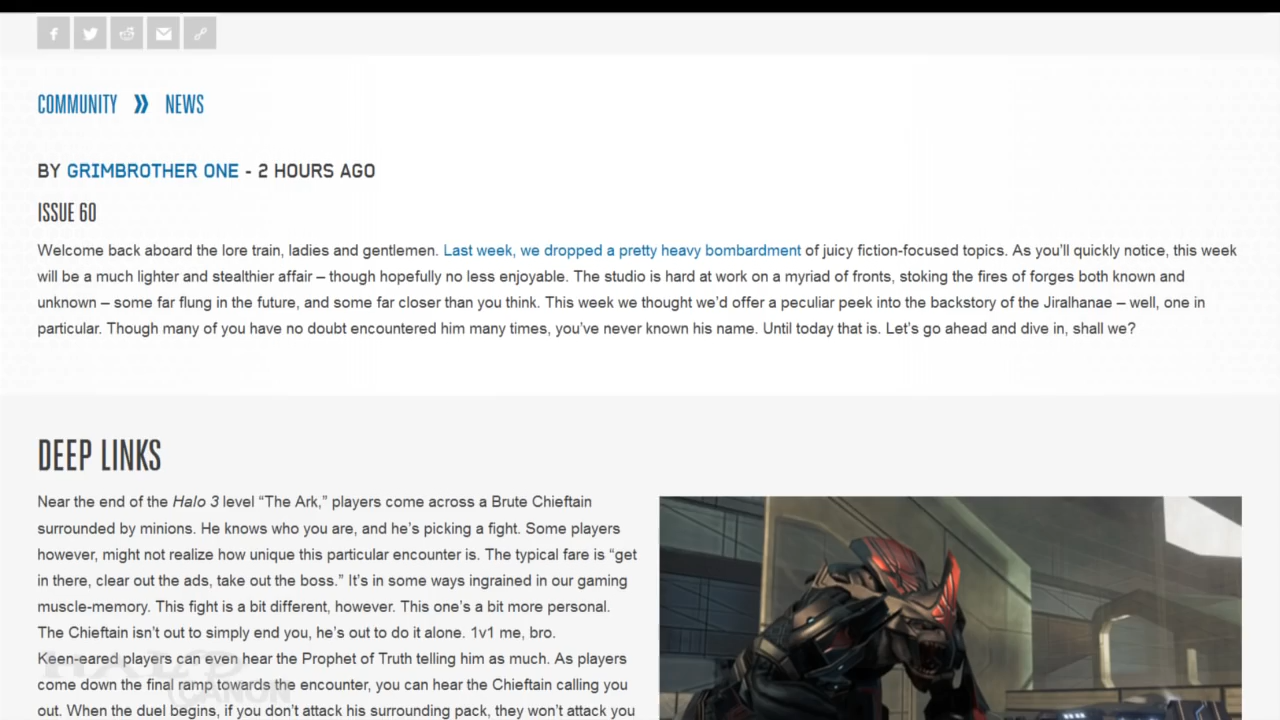 COMMUNITY » NEWS
BY GRIMBROTHER ONE - 2 HOURS AGO
ISSUE 60
Welcome back aboard the lore train, ladies and gentlemen. Last week, we dropped a pretty heavy bombardment of juicy fiction-focused topics. As you'll quickly notice, this week
will be a much lighter and stealthier affair – though hopefully no less enjoyable. The studio is hard at work on a myriad of fronts, stoking the fires of forges both known and
unknown – some far flung in the future, and some far closer than you think. This week we thought we'd offer a peculiar peek into the backstory of the Jiralhanae – well, one in
particular. Though many of you have no doubt encountered him many times, you've never known his name. Until today that is. Let's go ahead and dive in, shall we?
DEEP LINKS
Near the end of the Halo 3 level “The Ark,” players come across a Brute Chieftain
surrounded by minions. He knows who you are, and he's picking a fight. Some players
however, might not realize how unique this particular encounter is. The typical fare is “get
in there, clear out the ads, take out the boss.” It's in some ways ingrained in our gaming
muscle-memory. This fight is a bit different, however. This one's a bit more personal.
The Chieftain isn't out to simply end you, he's out to do it alone. 1v1 me, bro.
Keen-eared players can even hear the Prophet of Truth telling him as much. As players
come down the final ramp towards the encounter, you can hear the Chieftain calling you
out. When the duel begins, if you don't attack his surrounding pack, they won't attack you
HALO
CANON